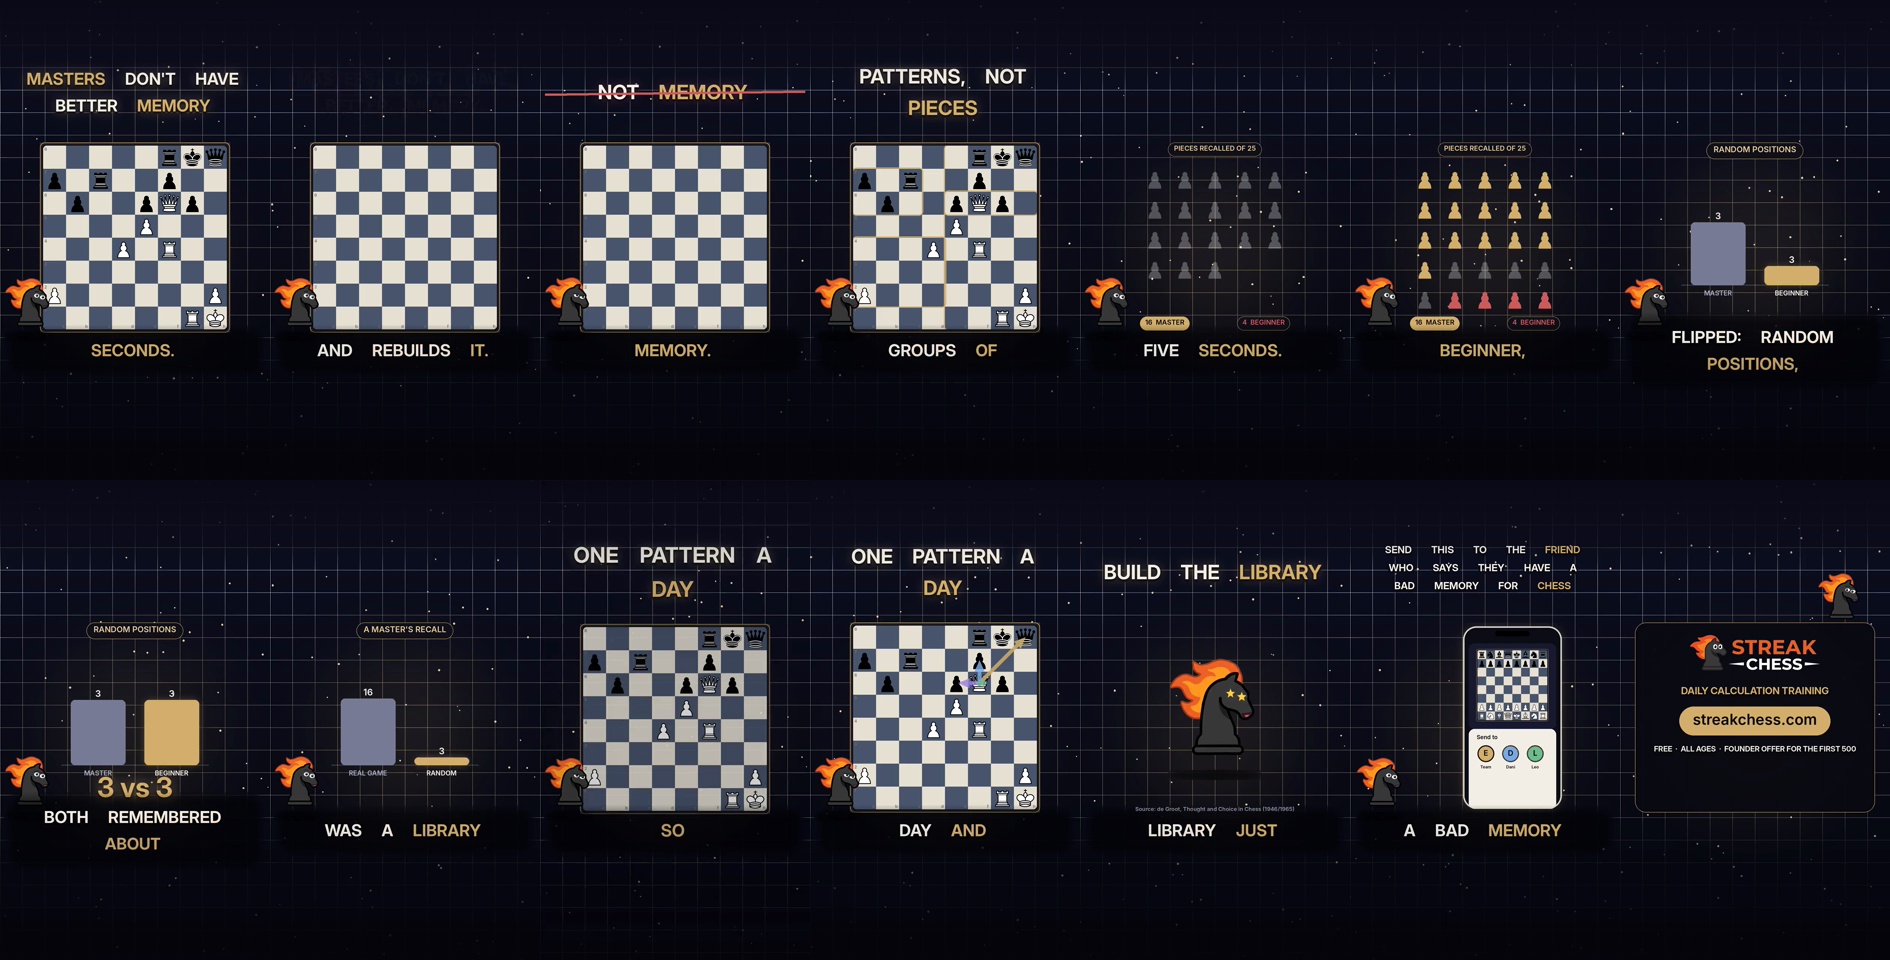 MASTERS DON'T HAVE
BETTER MEMORY
SECONDS.
AND REBUILDS IT.
NOT MEMORY
MEMORY.
PATTERNS, NOT
PIECES
GROUPS OF
PIECES RECALLED OF 25
16 MASTER
4 BEGINNER
FIVE SECONDS.
PIECES RECALLED OF 25
16 MASTER
4 BEGINNER
BEGINNER,
RANDOM POSITIONS
3
3
MASTER
BEGINNER
FLIPPED: RANDOM
POSITIONS,
RANDOM POSITIONS
3
3
MASTER
BEGINNER
3 vs 3
BOTH REMEMBERED
ABOUT
A MASTER'S RECALL
16
3
REAL GAME
RANDOM
WAS A LIBRARY
ONE PATTERN A
DAY
SO
ONE PATTERN A
DAY
DAY AND
BUILD THE LIBRARY
Source: de Groot, Thought and Choice in Chess (1946/1965)
LIBRARY JUST
SEND THIS TO THE FRIEND
WHO SAYS THEY HAVE A
BAD MEMORY FOR CHESS
Send to
E
D
L
Team
Dani
Leo
A BAD MEMORY
STREAK
CHESS
DAILY CALCULATION TRAINING
streakchess.com
FREE · ALL AGES · FOUNDER OFFER FOR THE FIRST 500